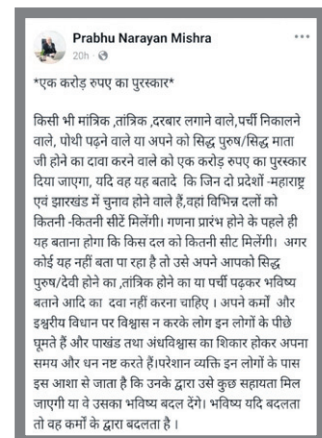 Prabhu Narayan Mishra
20h
*एक करोड़ रुपए का पुरस्कार*
किसी भी मांत्रिक ,तांत्रिक ,दरबार लगाने वाले,पर्ची निकालने
वाले, पोथी पढ़ने वाले या अपने को सिद्ध पुरुष/सिद्ध माता
जी होने का दावा करने वाले को एक करोड़ रुपए का पुरस्कार
दिया जाएगा, यदि वह यह बतादे कि जिन दो प्रदेशों -महाराष्ट्र
एवं झारखंड में चुनाव होने वाले हैं,वहां विभिन्न दलों को
कितनी -कितनी सीटें मिलेंगी। गणना प्रारंभ होने के पहले ही
यह बताना होगा कि किस दल को कितनी सीट मिलेंगी। अगर
कोई यह नहीं बता पा रहा है तो उसे अपने आपको सिद्ध
पुरुष/देवी होने का ,तांत्रिक होने का या पर्ची पढ़कर भविष्य
बताने आदि का दवा नहीं करना चाहिए । अपने कर्मों और
इश्वरीय विधान पर विश्वास न करके लोग इन लोगों के पीछे
घूमते हैं और पाखंड तथा अंधविश्वास का शिकार होकर अपना
समय और धन नष्ट करते हैं।परेशान व्यक्ति इन लोगों के पास
इस आशा से जाता है कि उनके द्वारा उसे कुछ सहायता मिल
जाएगी या वे उसका भविष्य बदल देंगे। भविष्य यदि बदलता
तो वह कर्मों के द्वारा बदलता है ।